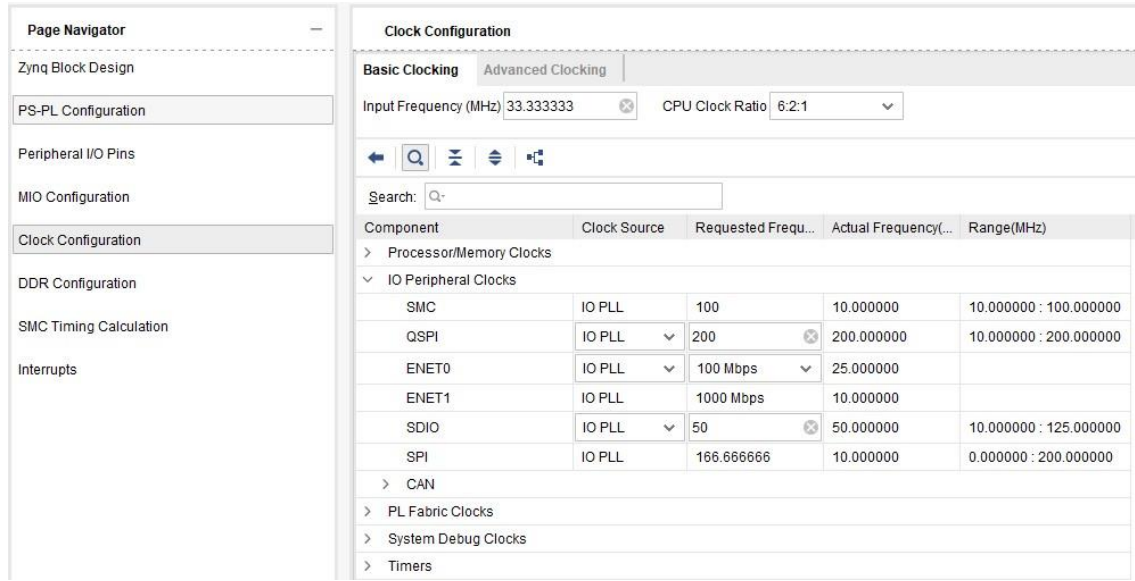 Page Navigator
Zynq Block Design
PS-PL Configuration
Peripheral I/O Pins
MIO Configuration
Clock Configuration
DDR Configuration
SMC Timing Calculation
Interrupts
Clock Configuration
Basic Clocking Advanced Clocking
Input Frequency (MHz) 33.333333 CPU Clock Ratio 6:2:1
Search:
Component Clock Source Requested Frequ... Actual Frequency(... Range(MHz)
Processor/Memory Clocks
IO Peripheral Clocks
SMC IO PLL 100 10.000000 10.000000 : 100.000000
QSPI IO PLL 200 200.000000 10.000000 : 200.000000
ENET0 IO PLL 100 Mbps 25.000000
ENET1 IO PLL 1000 Mbps 10.000000
SDIO IO PLL 50 50.000000 10.000000 : 125.000000
SPI IO PLL 166.666666 10.000000 0.000000 : 200.000000
CAN
PL Fabric Clocks
System Debug Clocks
Timers